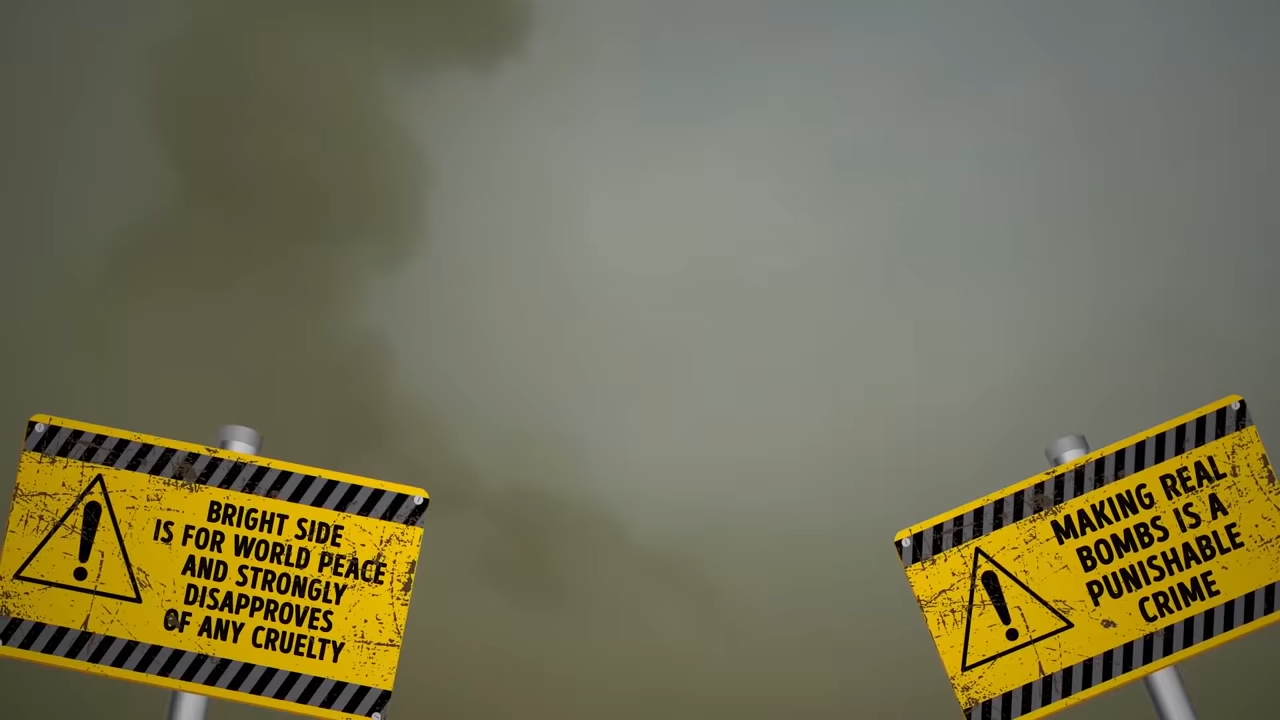 BRIGHT SIDE
IS FOR WORLD PEACE
AND STRONGLY
DISAPPROVES
OF ANY CRUELTY
MAKING REAL
BOMBS IS A
PUNISHABLE
CRIME